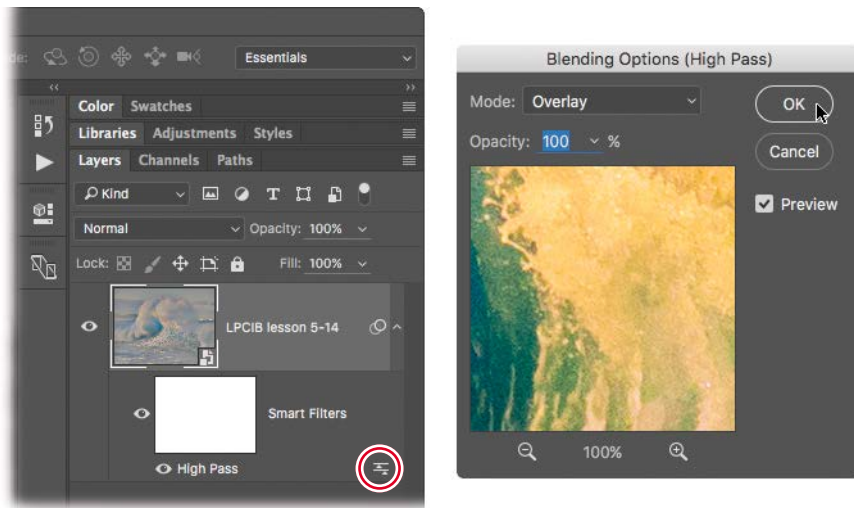 de:
Essentials
Color Swatches
Libraries Adjustments Styles
Layers Channels Paths
Kind
T
Normal Opacity: 100%
Lock: Fill: 100%
LPCIB lesson 5-14
Smart Filters
High Pass
Blending Options (High Pass)
Mode: Overlay
OK
Opacity: 100 %
Cancel
Preview
100%